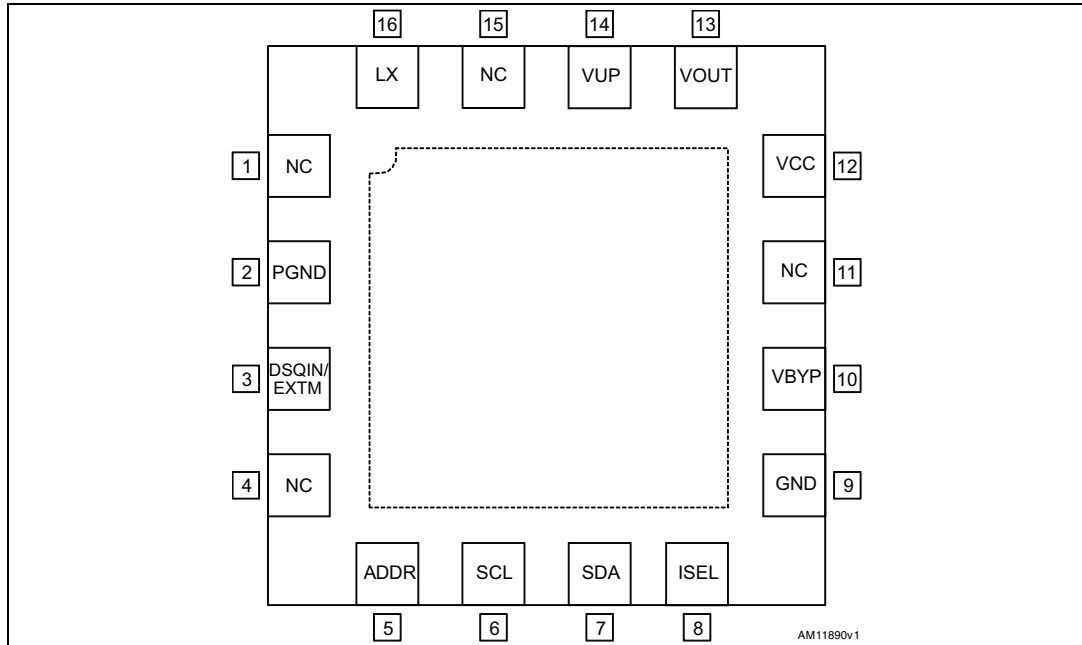 16 15 14 13
LX NC VUP VOUT
1 NC VCC 12
2 PGND NC 11
3 DSQIN/
EXTM VBYP 10
4 NC GND 9
ADDR SCL SDA ISEL
5 6 7 8
AM11890v1